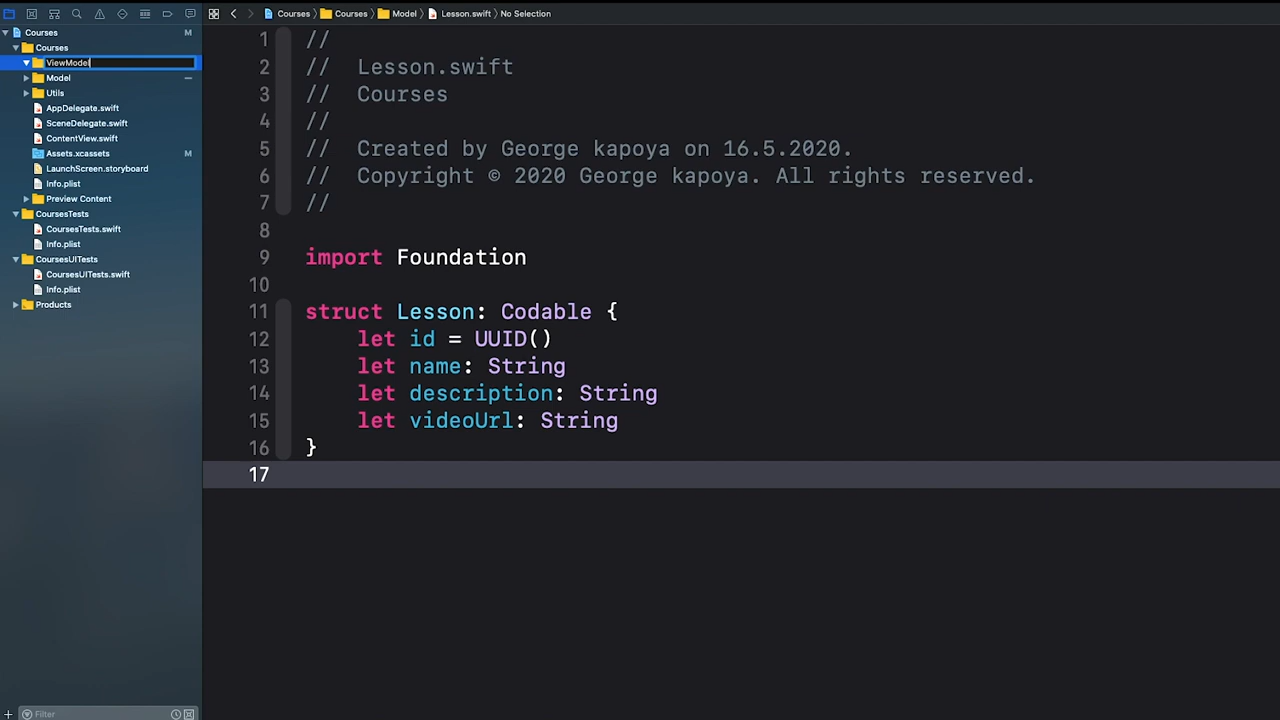 Courses
M
Courses
ViewModel
Model
Utils
AppDelegate.swift
SceneDelegate.swift
ContentView.swift
Assets.xcassets
M
LaunchScreen.storyboard
Info.plist
Preview Content
CoursesTests
CoursesTests.swift
Info.plist
CoursesUITests
CoursesUITests.swift
Info.plist
Products
Filter
Courses
Courses
Model
Lesson.swift
No Selection
1 //
2 // Lesson.swift
3 // Courses
4 //
5 // Created by George kapoya on 16.5.2020.
6 // Copyright © 2020 George kapoya. All rights reserved.
7 //
8
9 import Foundation
10
11 struct Lesson: Codable {
12 let id = UUID()
13 let name: String
14 let description: String
15 let videoUrl: String
16 }
17